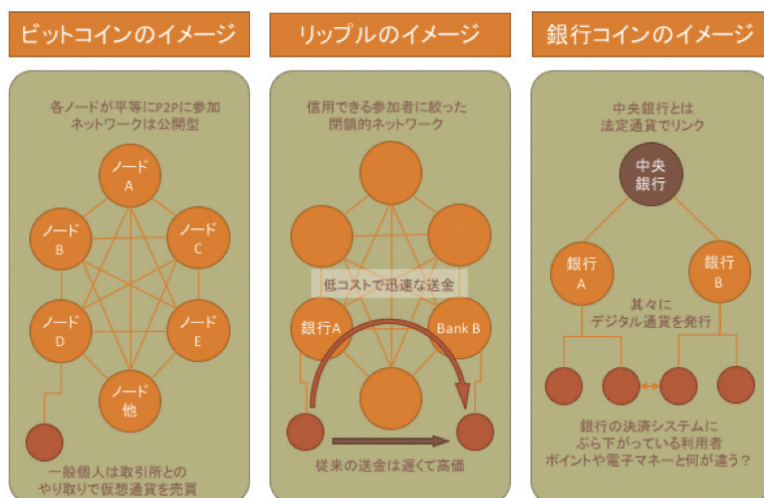 ビットコインのイメージ
各ノードが平等にP2Pに参加
ネットワークは公開型
ノード
A
ノード
B
ノード
C
ノード
D
ノード
E
ノード
他
一般個人は取引所との
やり取りで仮想通貨を売買
リップルのイメージ
信用できる参加者に絞った
閉鎖的ネットワーク
低コストで迅速な送金
銀行A
Bank B
従来の送金は遅くて高価
銀行コインのイメージ
中央銀行とは
法定通貨でリンク
中央
銀行
銀行
A
銀行
B
其々に
デジタル通貨を発行
銀行の決済システムに
ぶら下がっている利用者
ポイントや電子マネーと何が違う？